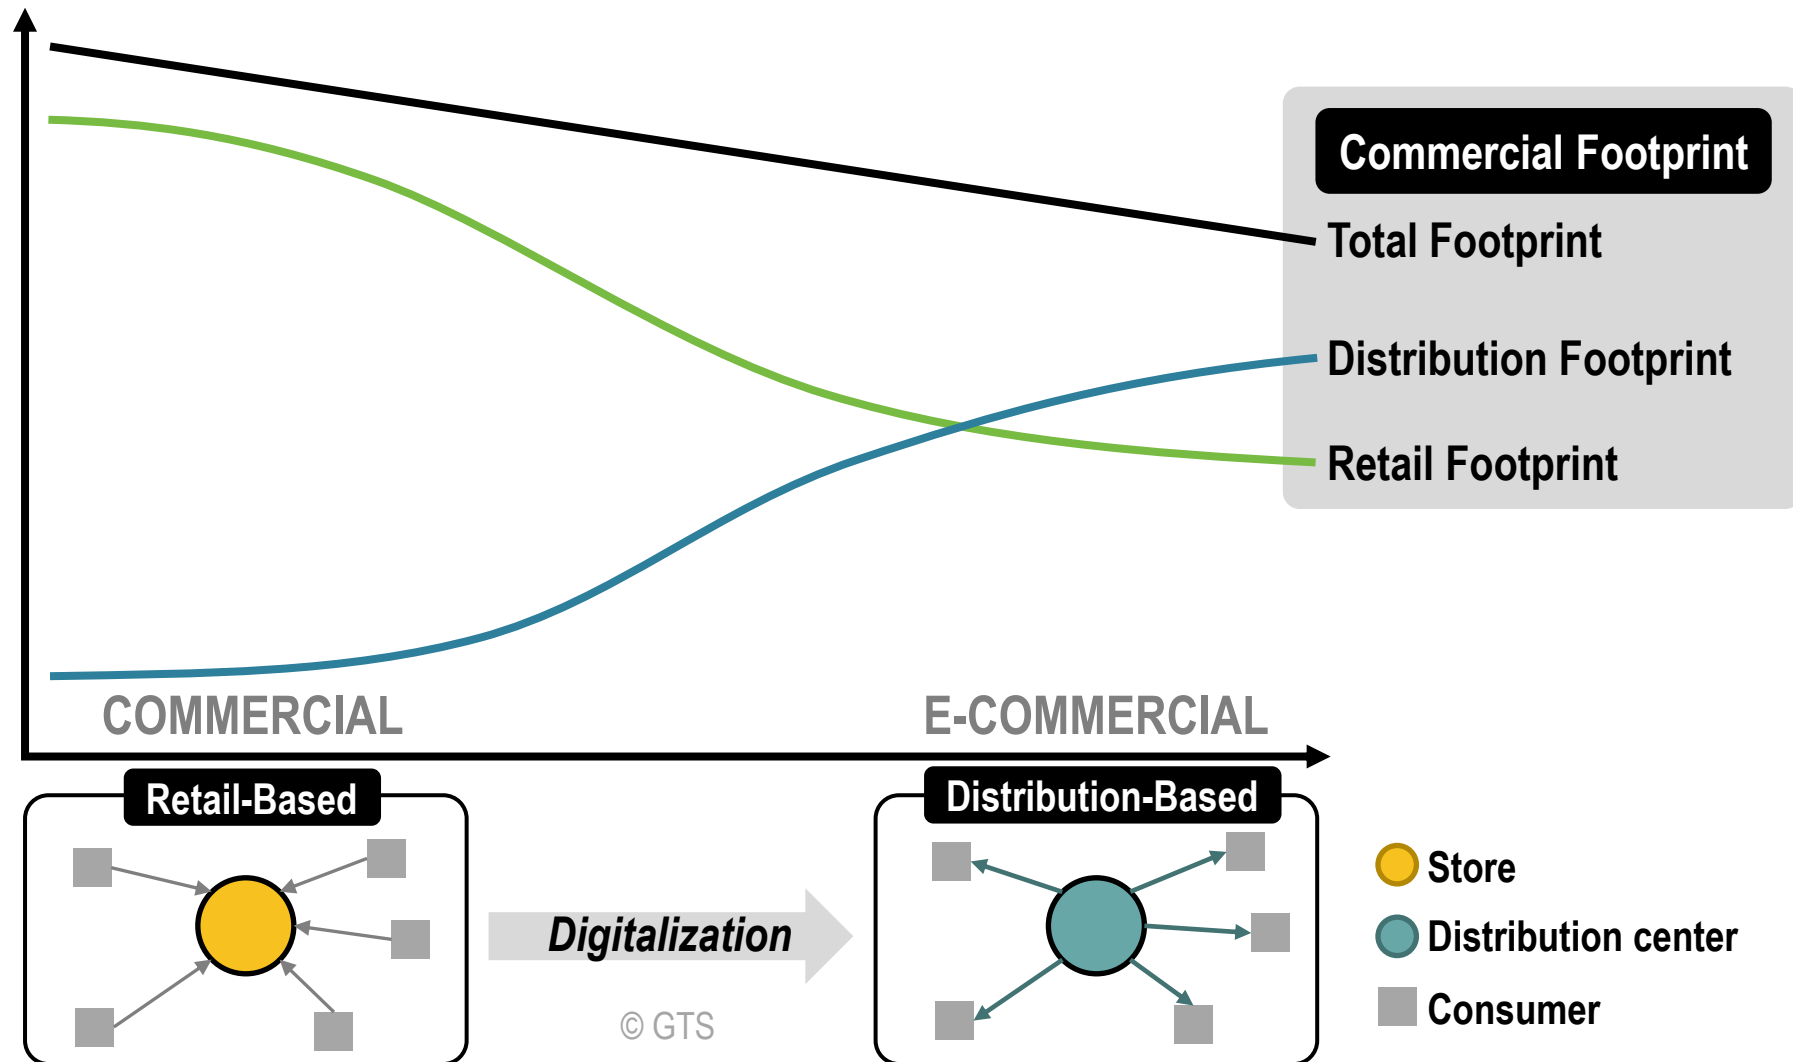 Commercial Footprint
Total Footprint
Distribution Footprint
Retail Footprint
COMMERCIAL
E-COMMERCIAL
Retail-Based
Distribution-Based
Digitalization
© GTS
Store
Distribution center
Consumer